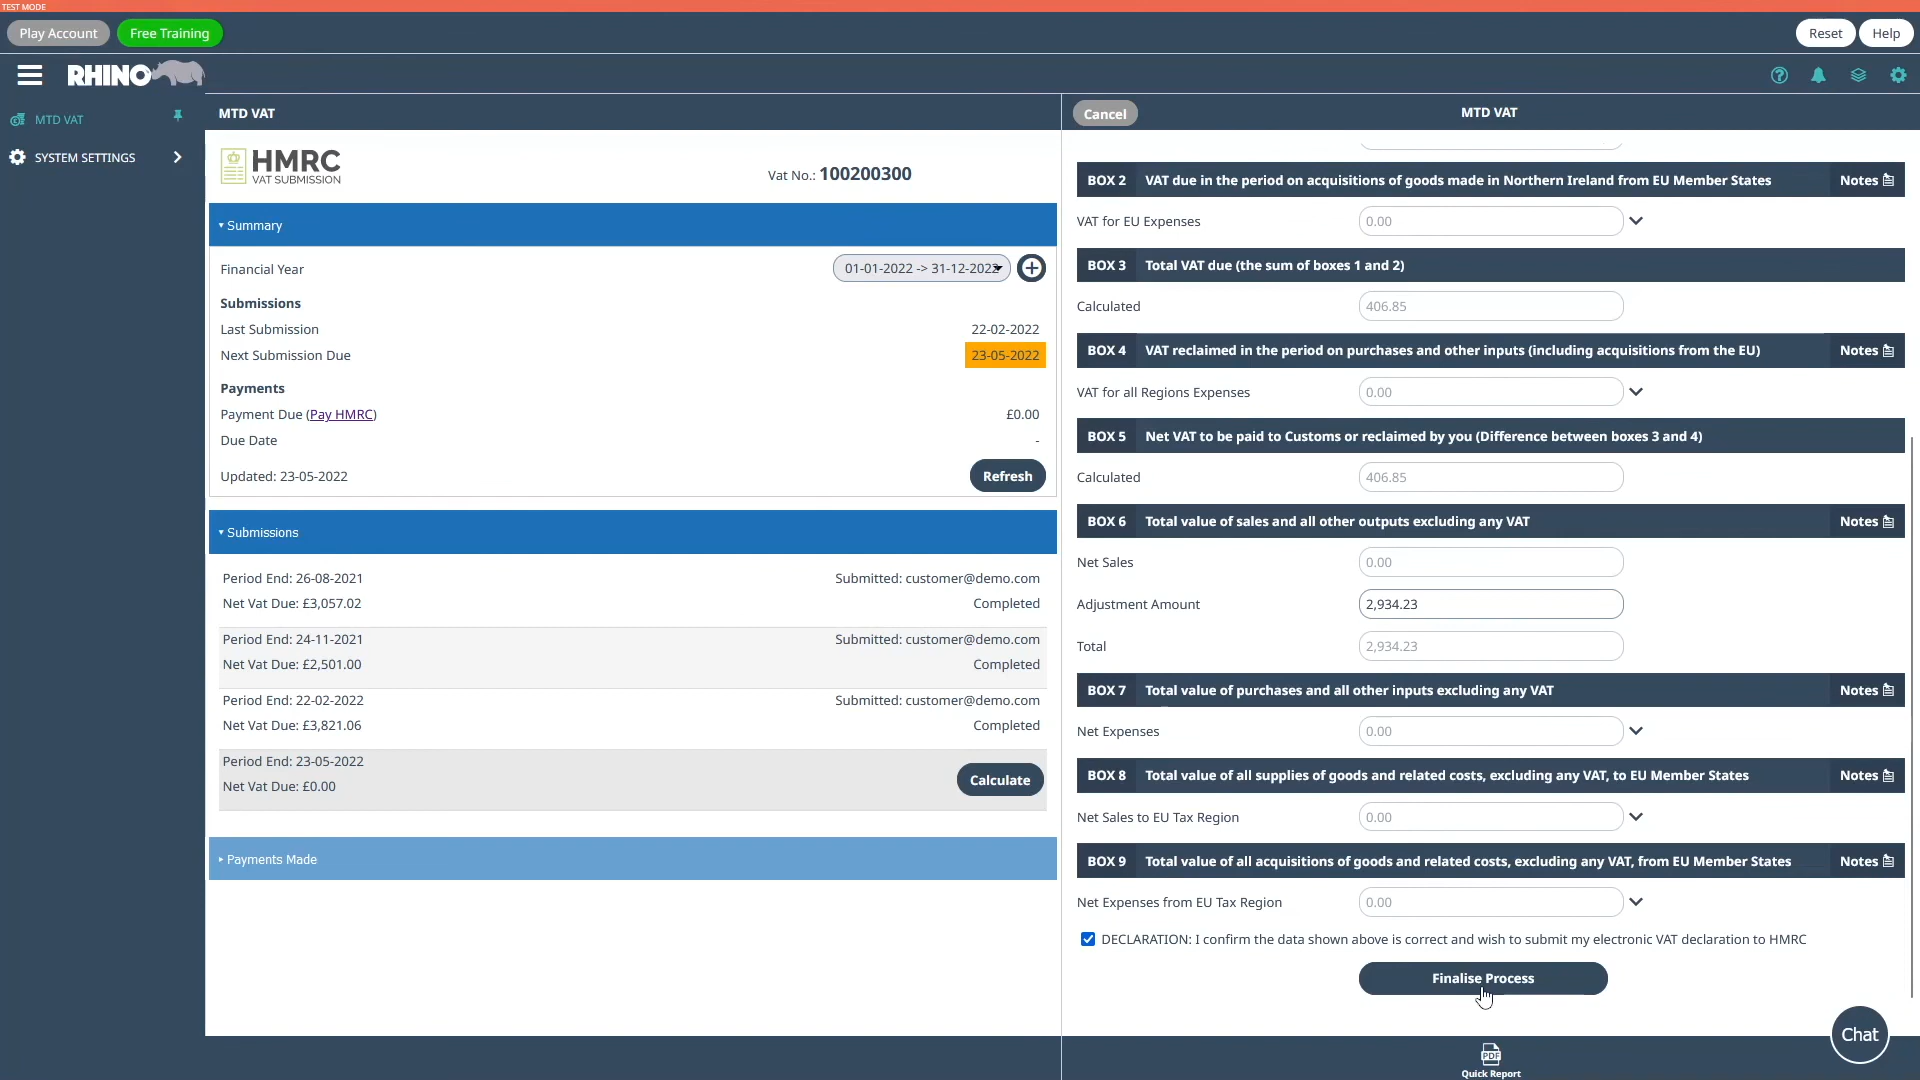 TEST MODE
Play Account
Free Training
Reset
Help
RHINO
MTD VAT
SYSTEM SETTINGS
MTD VAT
HMRC
VAT SUBMISSION
Vat No.: 100200300
Summary
Financial Year
01-01-2022 -> 31-12-2022
Submissions
Last Submission
22-02-2022
Next Submission Due
23-05-2022
Payments
Payment Due (Pay HMRC)
£0.00
Due Date
-
Updated: 23-05-2022
Refresh
Submissions
Period End: 26-08-2021
Submitted: customer@demo.com
Net Vat Due: £3,057.02
Completed
Period End: 24-11-2021
Submitted: customer@demo.com
Net Vat Due: £2,501.00
Completed
Period End: 22-02-2022
Submitted: customer@demo.com
Net Vat Due: £3,821.06
Completed
Period End: 23-05-2022
Net Vat Due: £0.00
Calculate
Payments Made
Cancel
MTD VAT
BOX 2 VAT due in the period on acquisitions of goods made in Northern Ireland from EU Member States Notes
VAT for EU Expenses
0.00
BOX 3 Total VAT due (the sum of boxes 1 and 2)
Calculated
406.85
BOX 4 VAT reclaimed in the period on purchases and other inputs (including acquisitions from the EU) Notes
VAT for all Regions Expenses
0.00
BOX 5 Net VAT to be paid to Customs or reclaimed by you (Difference between boxes 3 and 4)
Calculated
406.85
BOX 6 Total value of sales and all other outputs excluding any VAT Notes
Net Sales
0.00
Adjustment Amount
2,934.23
Total
2,934.23
BOX 7 Total value of purchases and all other inputs excluding any VAT Notes
Net Expenses
0.00
BOX 8 Total value of all supplies of goods and related costs, excluding any VAT, to EU Member States Notes
Net Sales to EU Tax Region
0.00
BOX 9 Total value of all acquisitions of goods and related costs, excluding any VAT, from EU Member States Notes
Net Expenses from EU Tax Region
0.00
DECLARATION: I confirm the data shown above is correct and wish to submit my electronic VAT declaration to HMRC
Finalise Process
Chat
PDF
Quick Report